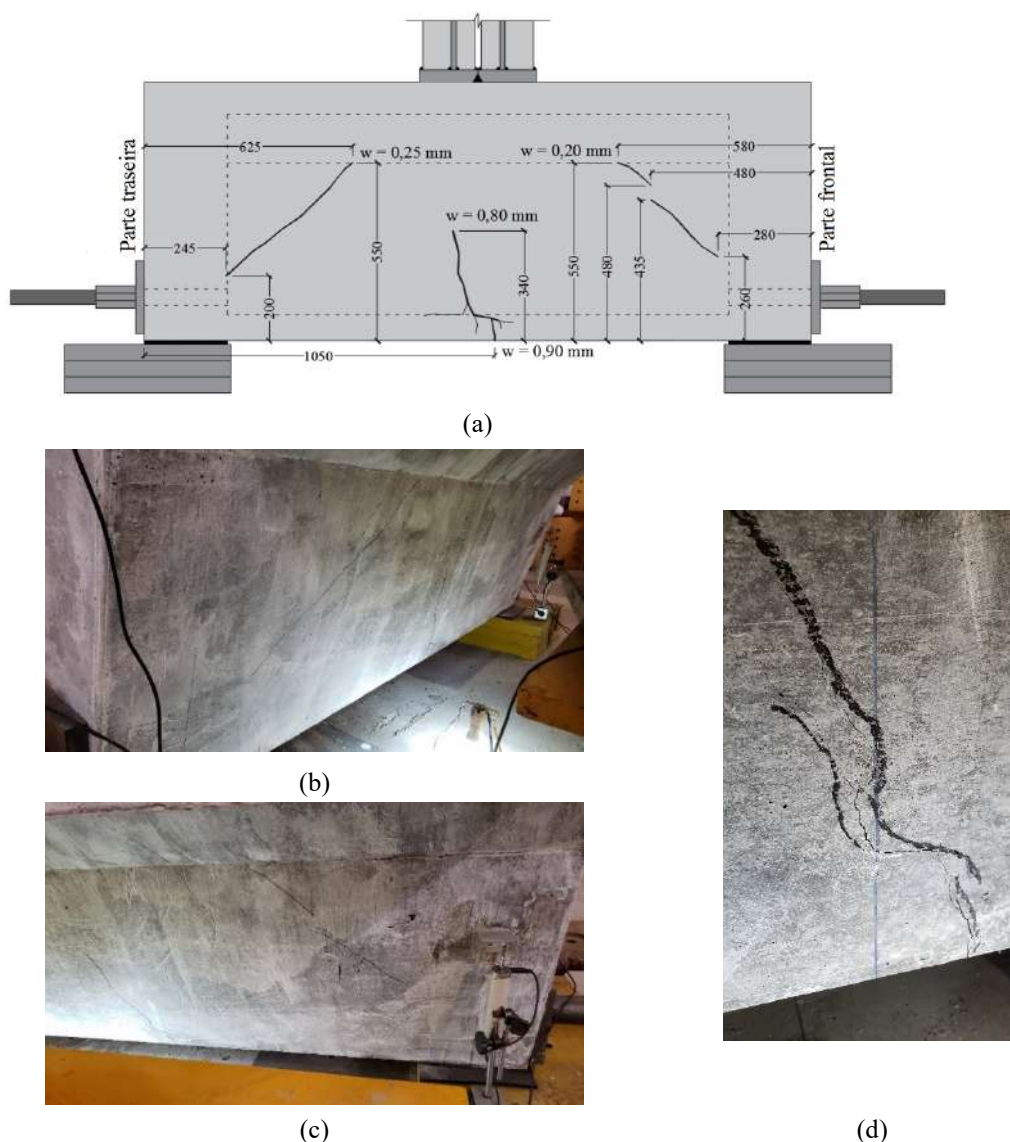 625
w = 0,25 mm
w = 0,20 mm
580
480
w = 0,80 mm
Parte traseira
Parte frontal
245
280
550
340
550
480
435
200
260
1050
w = 0,90 mm
(a)
(b)
(c)
(d)